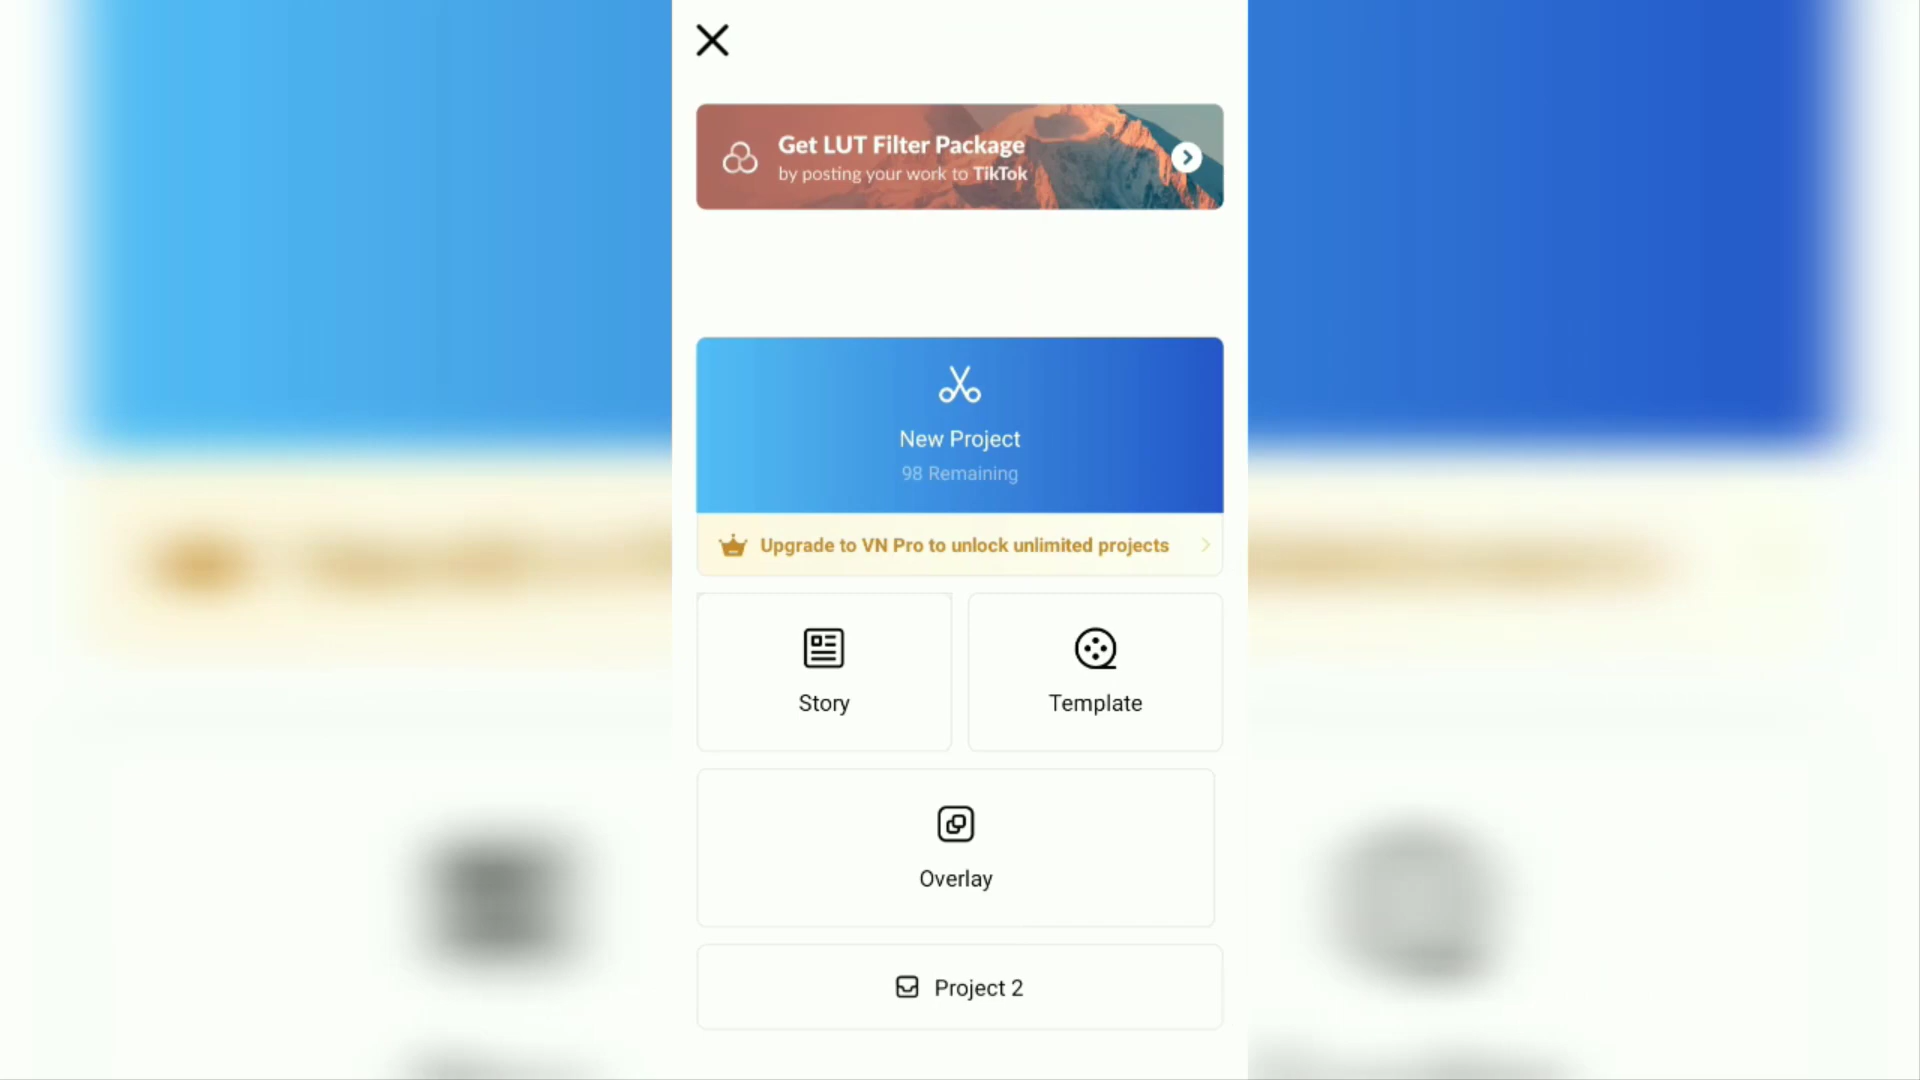 Get LUT Filter Package
by posting your work to TikTok
New Project
98 Remaining
Upgrade to VN Pro to unlock unlimited projects
Story
Template
Overlay
Project 2